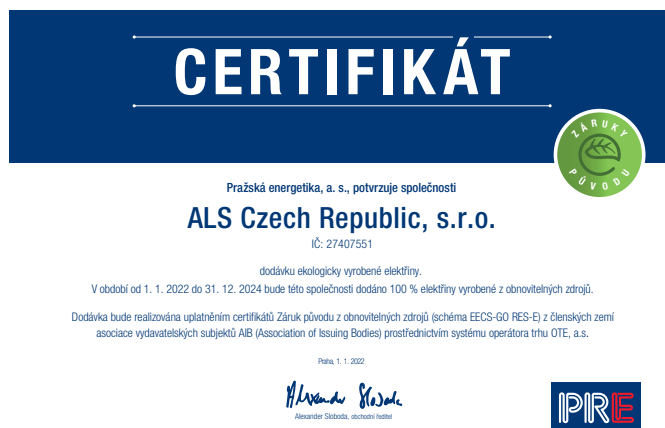 CERTIFIKÁT
ZÁRUKY
PŮVODU
Pražská energetika, a. s., potvrzuje společnosti
ALS Czech Republic, s.r.o.
IČ: 27407551
dodávku ekologicky vyrobené elektřiny.
V období od 1. 1. 2022 do 31. 12. 2024 bude této společnosti dodáno 100 % elektřiny vyrobené z obnovitelných zdrojů.
Dodávka bude realizována uplatněním certifikátů Záruk původu z obnovitelných zdrojů (schéma EECS-GO RES-E) z členských zemí
asociace vydavatelských subjektů AIB (Association of Issuing Bodies) prostřednictvím systému operátora trhu OTE, a.s.
Praha, 1. 1. 2022
Alexander Sloboda
Alexander Sloboda, obchodní ředitel
PRE